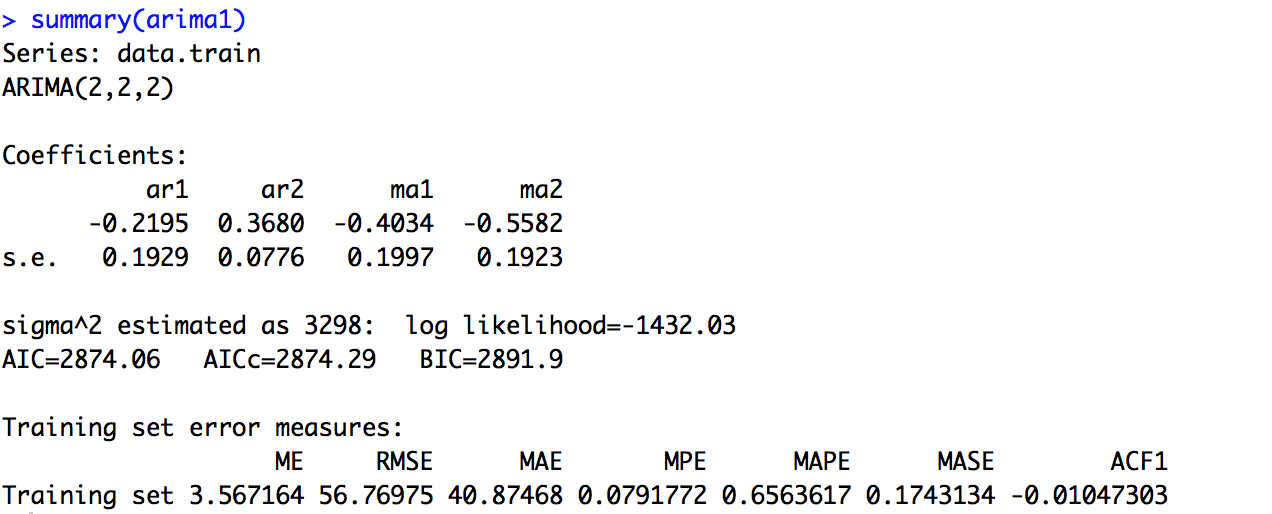 > summary(arima1)
Series: data.train
ARIMA(2,2,2)
Coefficients:
ar1 ar2 ma1 ma2
-0.2195 0.3680 -0.4034 -0.5582
s.e. 0.1929 0.0776 0.1997 0.1923
sigma^2 estimated as 3298: log likelihood=-1432.03
AIC=2874.06 AICc=2874.29 BIC=2891.9
Training set error measures:
ME RMSE MAE MPE MAPE MASE ACF1
Training set 3.567164 56.76975 40.87468 0.0791772 0.6563617 0.1743134 -0.01047303